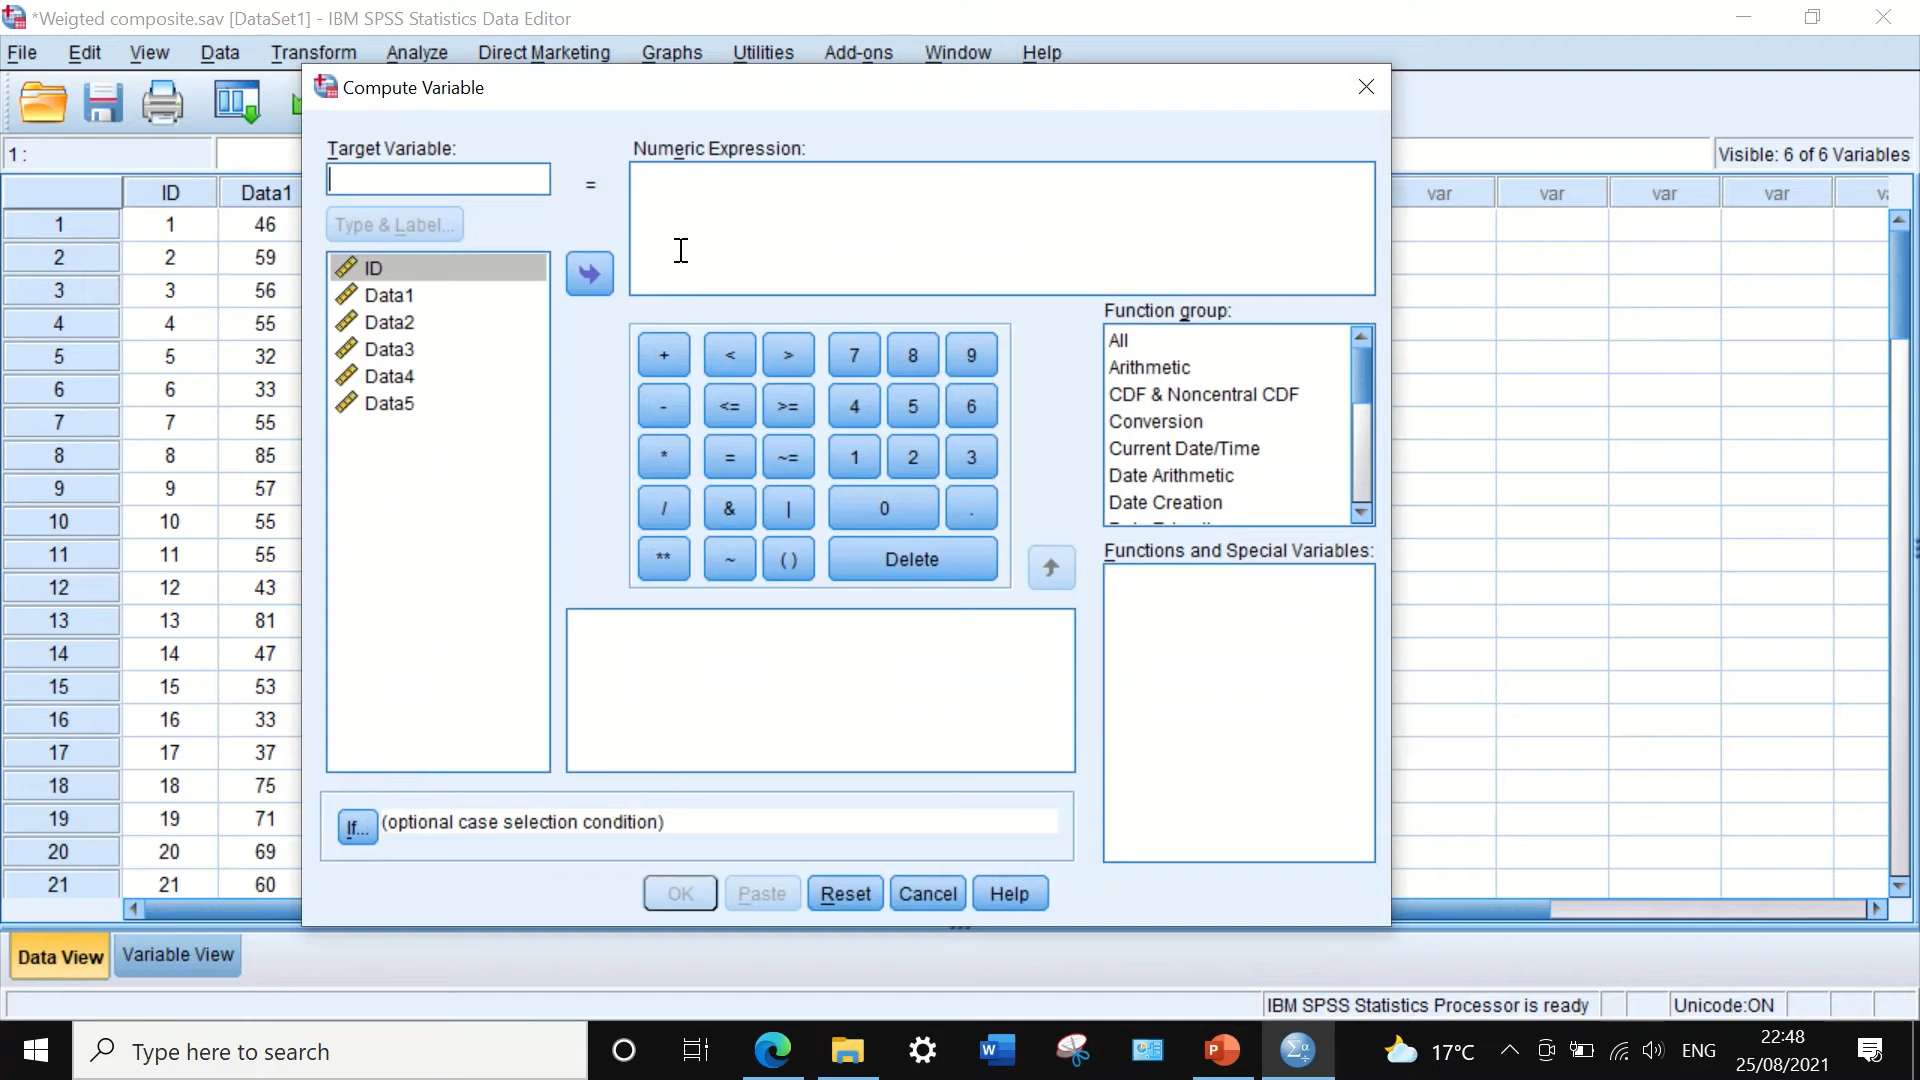 *Weigted composite.sav [DataSet1] - IBM SPSS Statistics Data Editor
File Edit View Data Transform Analyze Direct Marketing Graphs Utilities Add-ons Window Help
Compute Variable
1 :
Visible: 6 of 6 Variables
ID Data1 var var var var
1 1 46
2 2 59
3 3 56
4 4 55
5 5 32
6 6 33
7 7 55
8 8 85
9 9 57
10 10 55
11 11 55
12 12 43
13 13 81
14 14 47
15 15 53
16 16 33
17 17 37
18 18 75
19 19 71
20 20 69
21 21 60
Target Variable:
=
Numeric Expression:
Type & Label...
ID
Data1
Data2
Data3
Data4
Data5
+ < > 7 8 9
- <= >= 4 5 6
* = ~= 1 2 3
/ & | 0 .
** ~ ( ) Delete
Function group:
All
Arithmetic
CDF & Noncentral CDF
Conversion
Current Date/Time
Date Arithmetic
Date Creation
Functions and Special Variables:
If... (optional case selection condition)
OK Paste Reset Cancel Help
Data View Variable View
IBM SPSS Statistics Processor is ready Unicode:ON
Type here to search
17°C ENG
22:48
25/08/2021